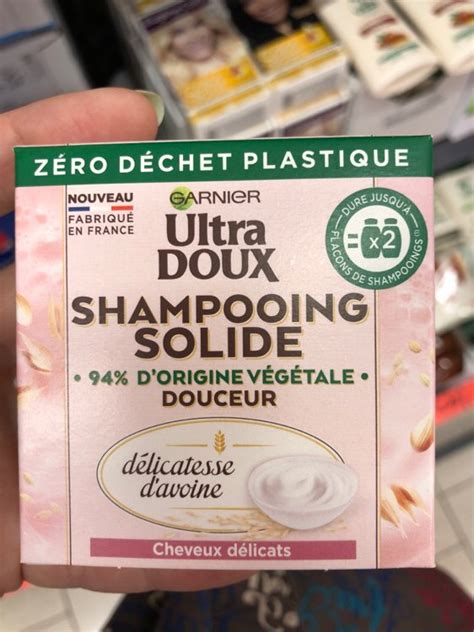 ZÉRO DÉCHET PLASTIQUE
NOUVEAU
FABRIQUÉ
EN FRANCE
GARNIER
Ultra
DOUX
DURE JUSQU'À
= x2
FLACONS DE SHAMPOOINGS
SHAMPOOING
SOLIDE
• 94% D'ORIGINE VÉGÉTALE •
DOUCEUR
délicatesse
d'avoine
Cheveux délicats